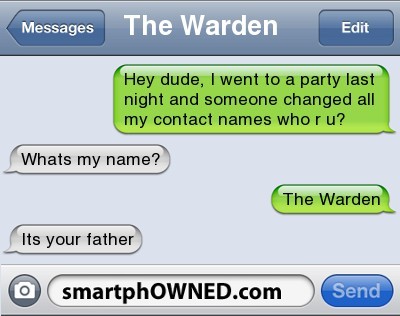 Messages The Warden Edit
Hey dude, I went to a party last
night and someone changed all
my contact names who r u?
Whats my name?
The Warden
Its your father
smartphOWNED.com Send